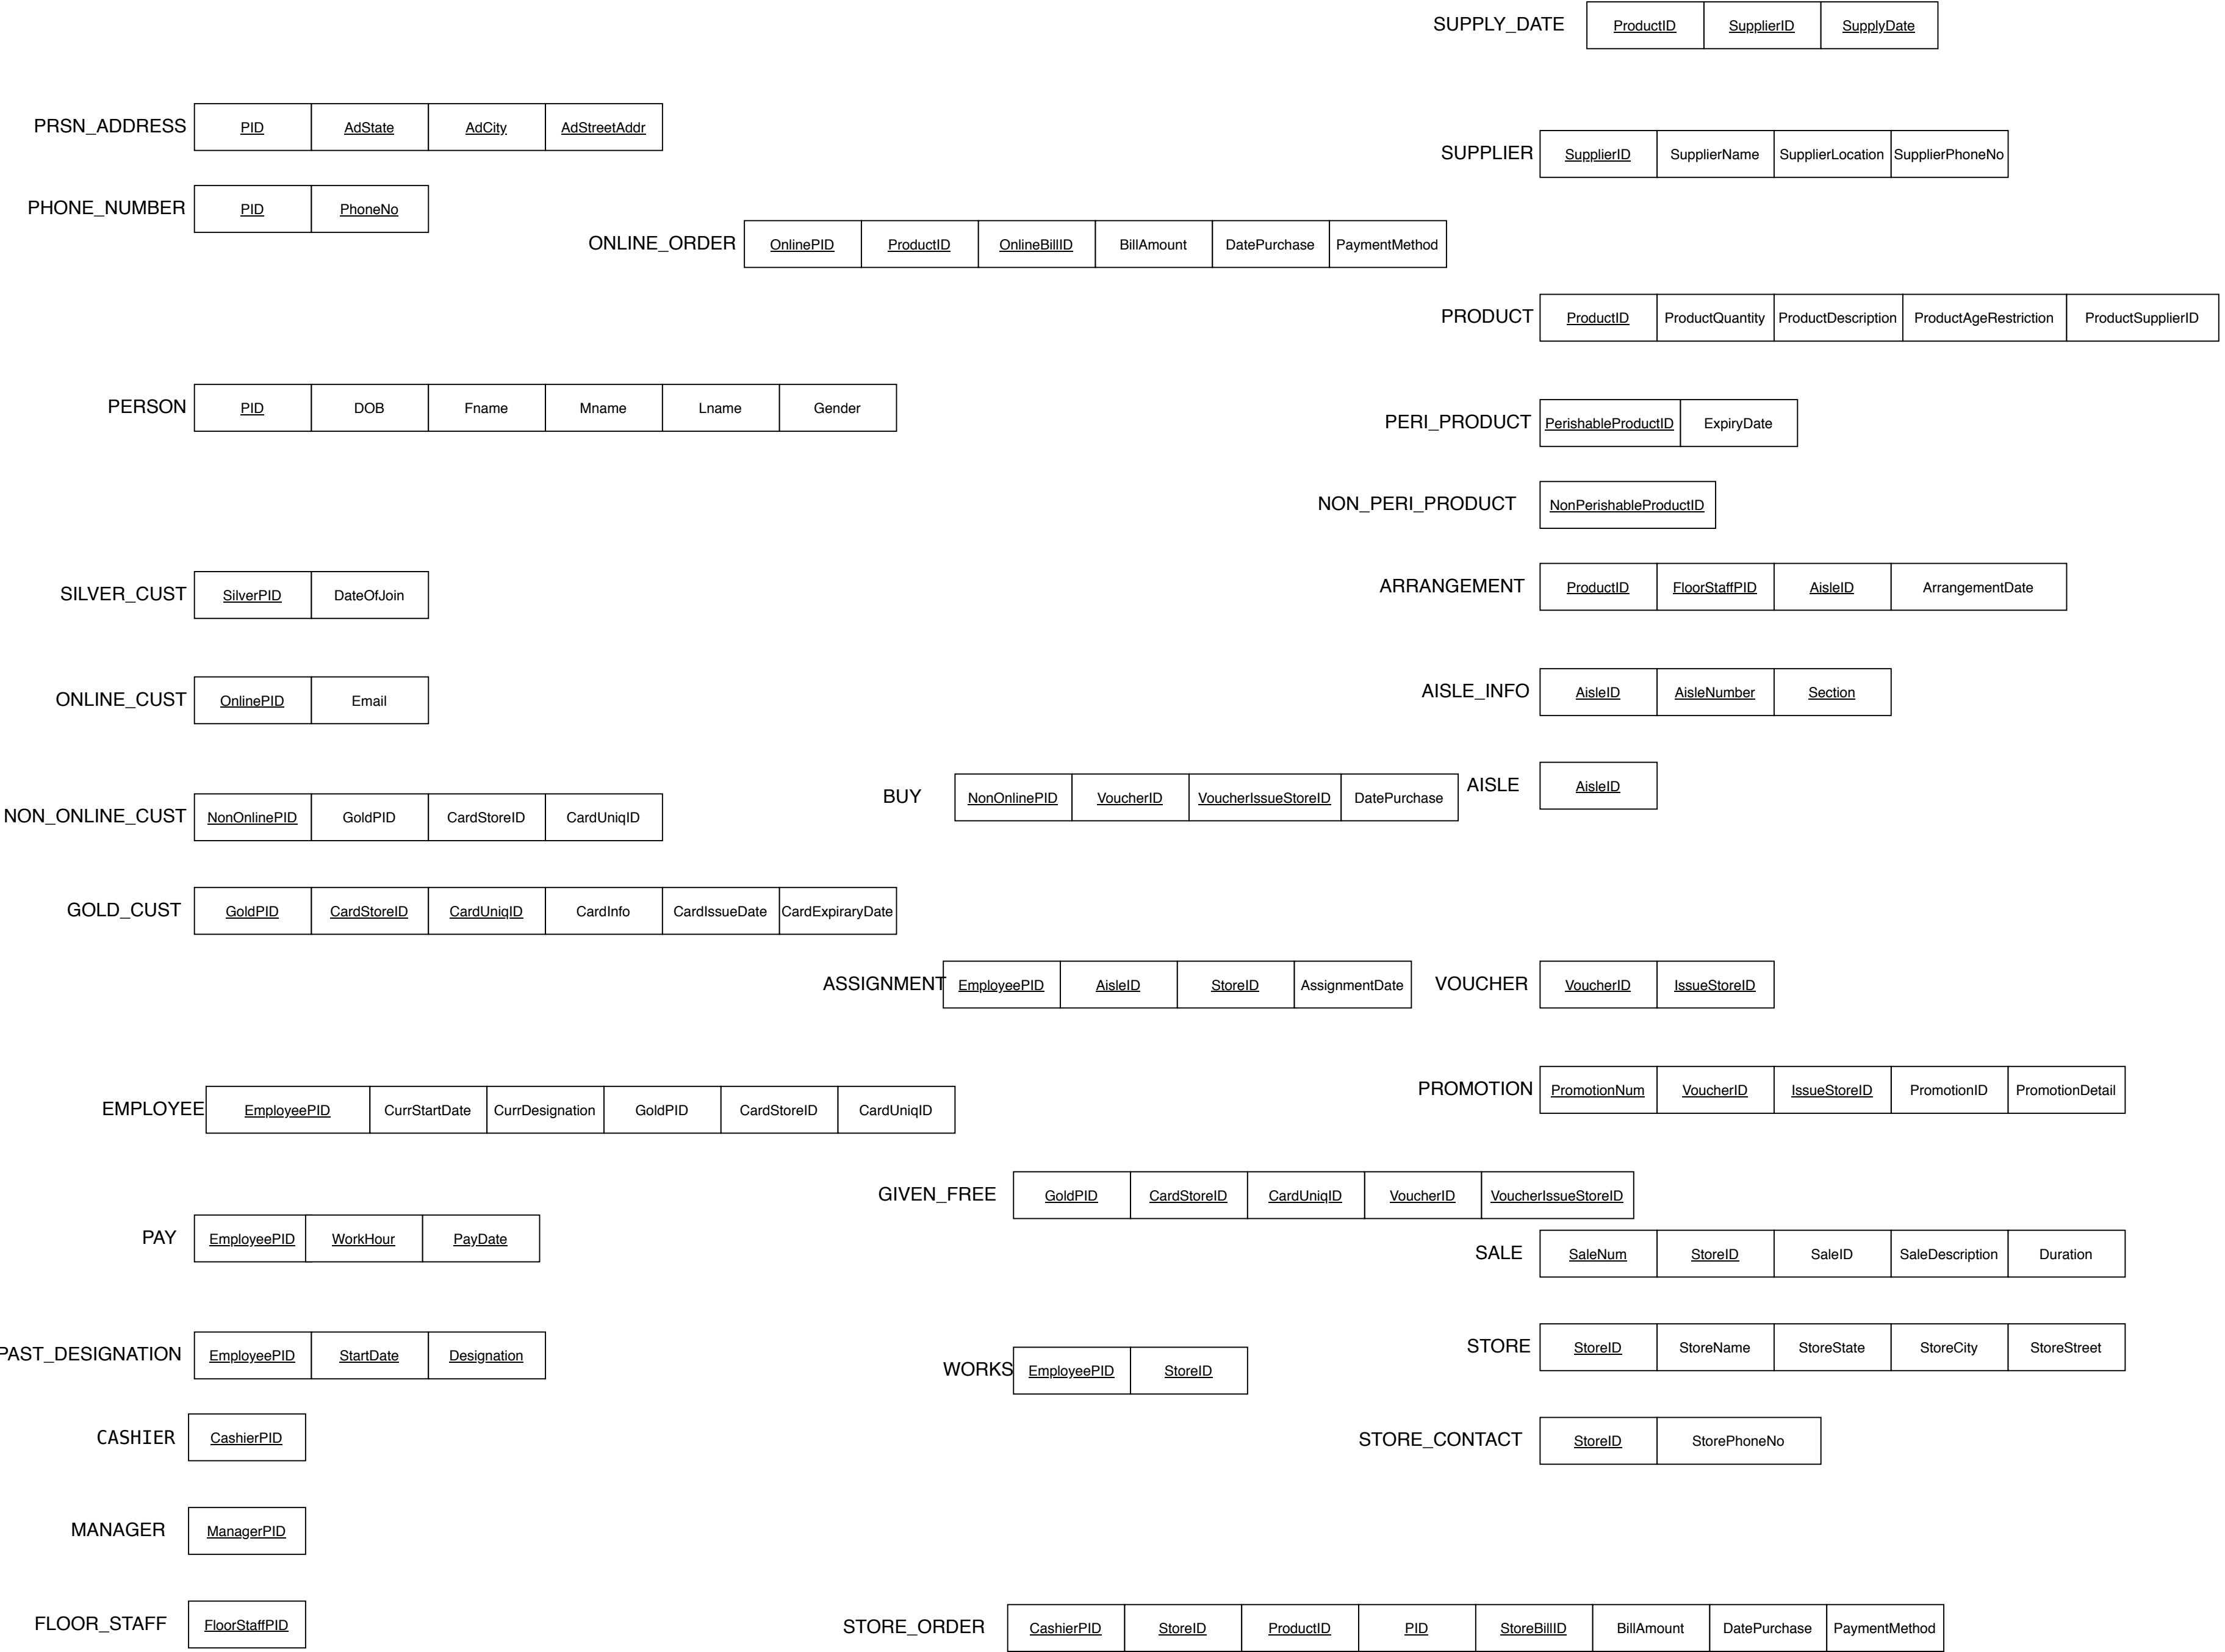 SUPPLY_DATE ProductID SupplierID SupplyDate
PRSN_ADDRESS PID AdState AdCity AdStreetAddr
SUPPLIER SupplierID SupplierName SupplierLocation SupplierPhoneNo
PHONE_NUMBER PID PhoneNo
ONLINE_ORDER OnlinePID ProductID OnlineBillID BillAmount DatePurchase PaymentMethod
PRODUCT ProductID ProductQuantity ProductDescription ProductAgeRestriction ProductSupplierID
PERSON PID DOB Fname Mname Lname Gender
PERI_PRODUCT PerishableProductID ExpiryDate
NON_PERI_PRODUCT NonPerishableProductID
SILVER_CUST SilverPID DateOfJoin
ARRANGEMENT ProductID FloorStaffPID AisleID ArrangementDate
ONLINE_CUST OnlinePID Email
AISLE_INFO AisleID AisleNumber Section
AISLE AisleID
BUY NonOnlinePID VoucherID VoucherIssueStoreID DatePurchase
NON_ONLINE_CUST NonOnlinePID GoldPID CardStoreID CardUniqID
GOLD_CUST GoldPID CardStoreID CardUniqID CardInfo CardIssueDate CardExpiraryDate
ASSIGNMENT EmployeePID AisleID StoreID AssignmentDate
VOUCHER VoucherID IssueStoreID
EMPLOYEE EmployeePID CurrStartDate CurrDesignation GoldPID CardStoreID CardUniqID
PROMOTION PromotionNum VoucherID IssueStoreID PromotionID PromotionDetail
GIVEN_FREE GoldPID CardStoreID CardUniqID VoucherID VoucherIssueStoreID
PAY EmployeePID WorkHour PayDate
SALE SaleNum StoreID SaleID SaleDescription Duration
PAST_DESIGNATION EmployeePID StartDate Designation
WORKS EmployeePID StoreID
STORE StoreID StoreName StoreState StoreCity StoreStreet
CASHIER CashierPID
STORE_CONTACT StoreID StorePhoneNo
MANAGER ManagerPID
FLOOR_STAFF FloorStaffPID
STORE_ORDER CashierPID StoreID ProductID PID StoreBillID BillAmount DatePurchase PaymentMethod